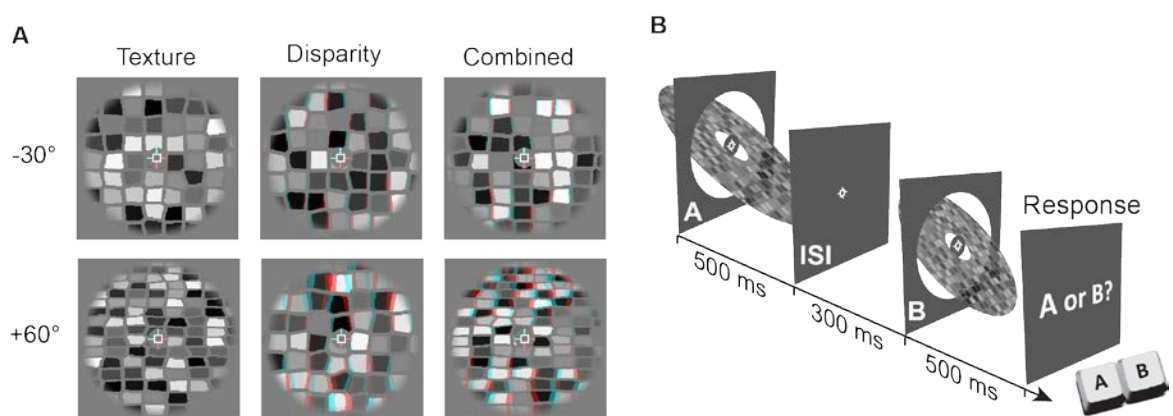 A
Texture Disparity Combined
-30°
+60°
B
A
500 ms
ISI
300 ms
B
500 ms
Response
A or B?
A B